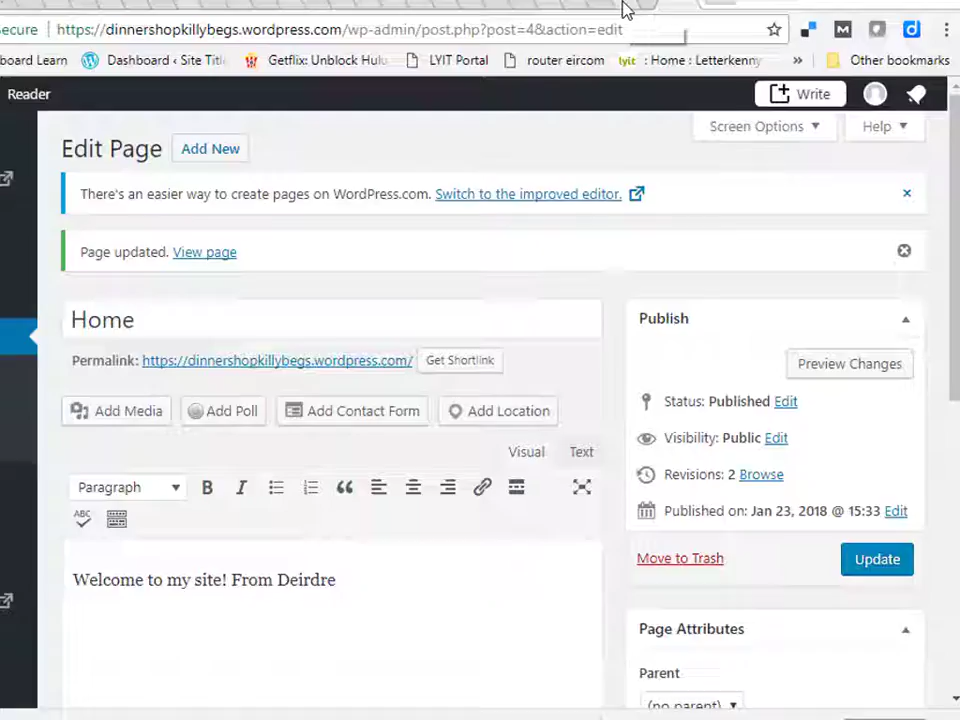 ecure https://dinnershopkillybegs.wordpress.com/wp-admin/post.php?post=4&action=edit
board Learn Dashboard ‹ Site Titl Getflix: Unblock Hulu LYIT Portal router eircom lyit : Home : Letterkenny » Other bookmarks
Reader Write
Screen Options Help
Edit Page Add New
There's an easier way to create pages on WordPress.com. Switch to the improved editor.
Page updated. View page
Home
Publish
Permalink: https://dinnershopkillybegs.wordpress.com/ Get Shortlink
Preview Changes
Add Media Add Poll Add Contact Form Add Location
Status: Published Edit
Visibility: Public Edit
Visual Text
Revisions: 2 Browse
Paragraph B I
Published on: Jan 23, 2018 @ 15:33 Edit
ABC
Move to Trash Update
Welcome to my site! From Deirdre
Page Attributes
Parent
(no parent)